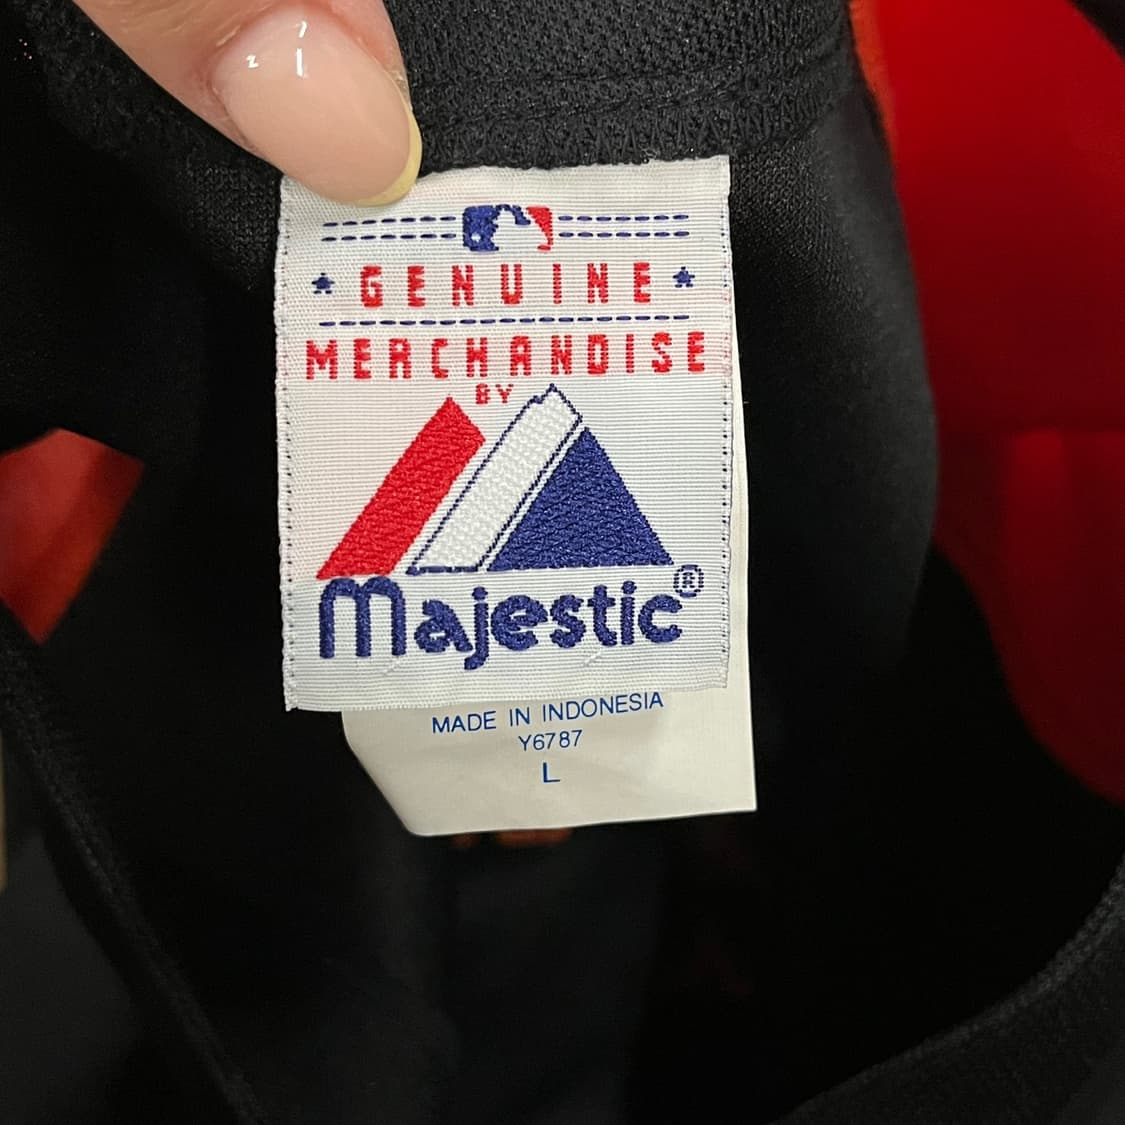 GENUINE
MERCHANDISE
BY
Majestic®
MADE IN INDONESIA
Y6787
L